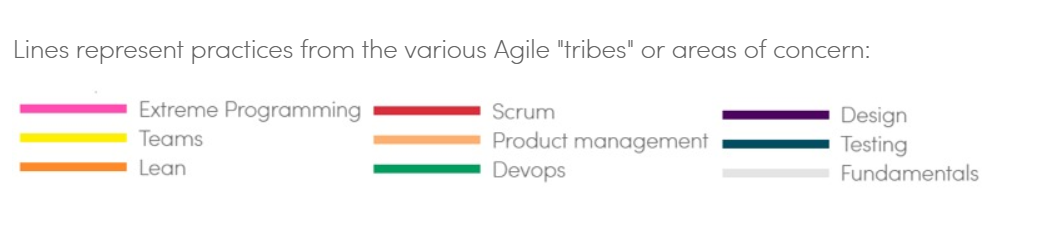 Lines represent practices from the various Agile "tribes" or areas of concern:
Extreme Programming
Teams
Lean
Scrum
Product management
Devops
Design
Testing
Fundamentals